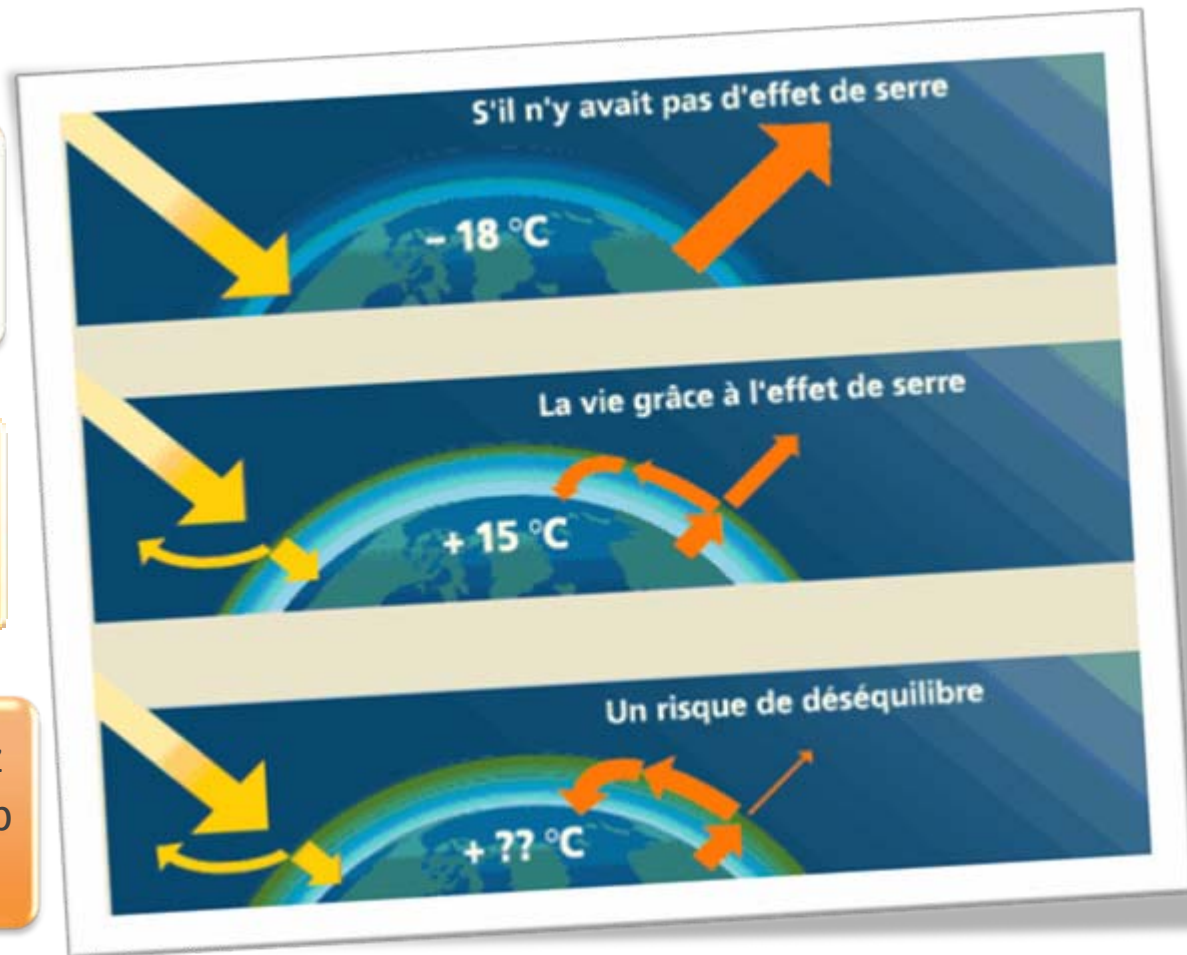 S'il n'y avait pas d'effet de serre
– 18 °C
La vie grâce à l'effet de serre
+ 15 °C
Un risque de déséquilibre
+ ?? °C